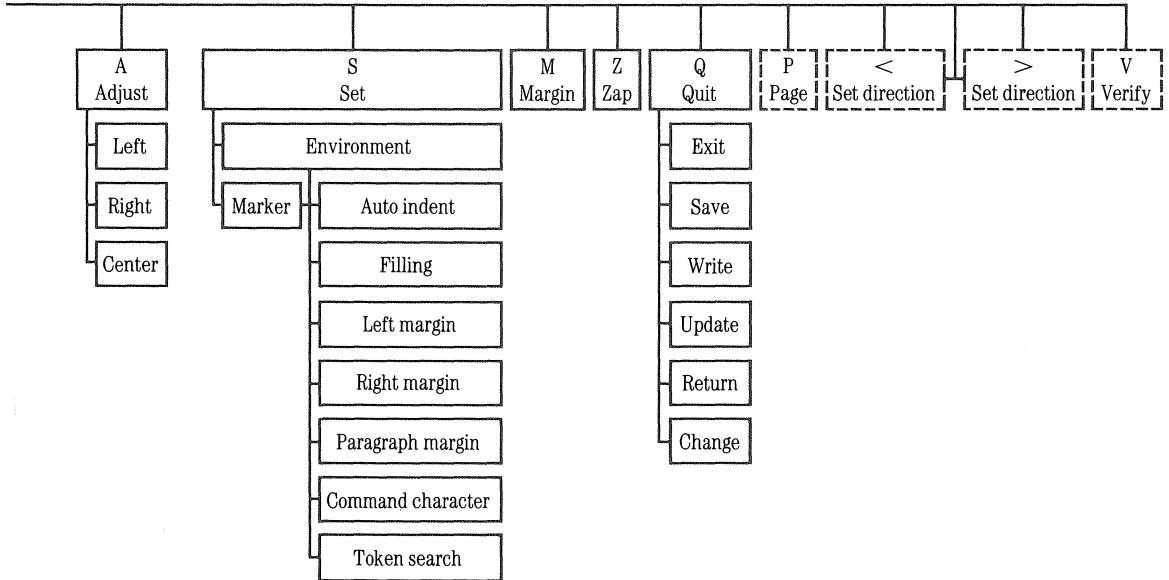 A
Adjust
Left
Right
Center
S
Set
Environment
Marker
Auto indent
Filling
Left margin
Right margin
Paragraph margin
Command character
Token search
M
Margin
Z
Zap
Q
Quit
Exit
Save
Write
Update
Return
Change
P
Page
<
Set direction
>
Set direction
V
Verify